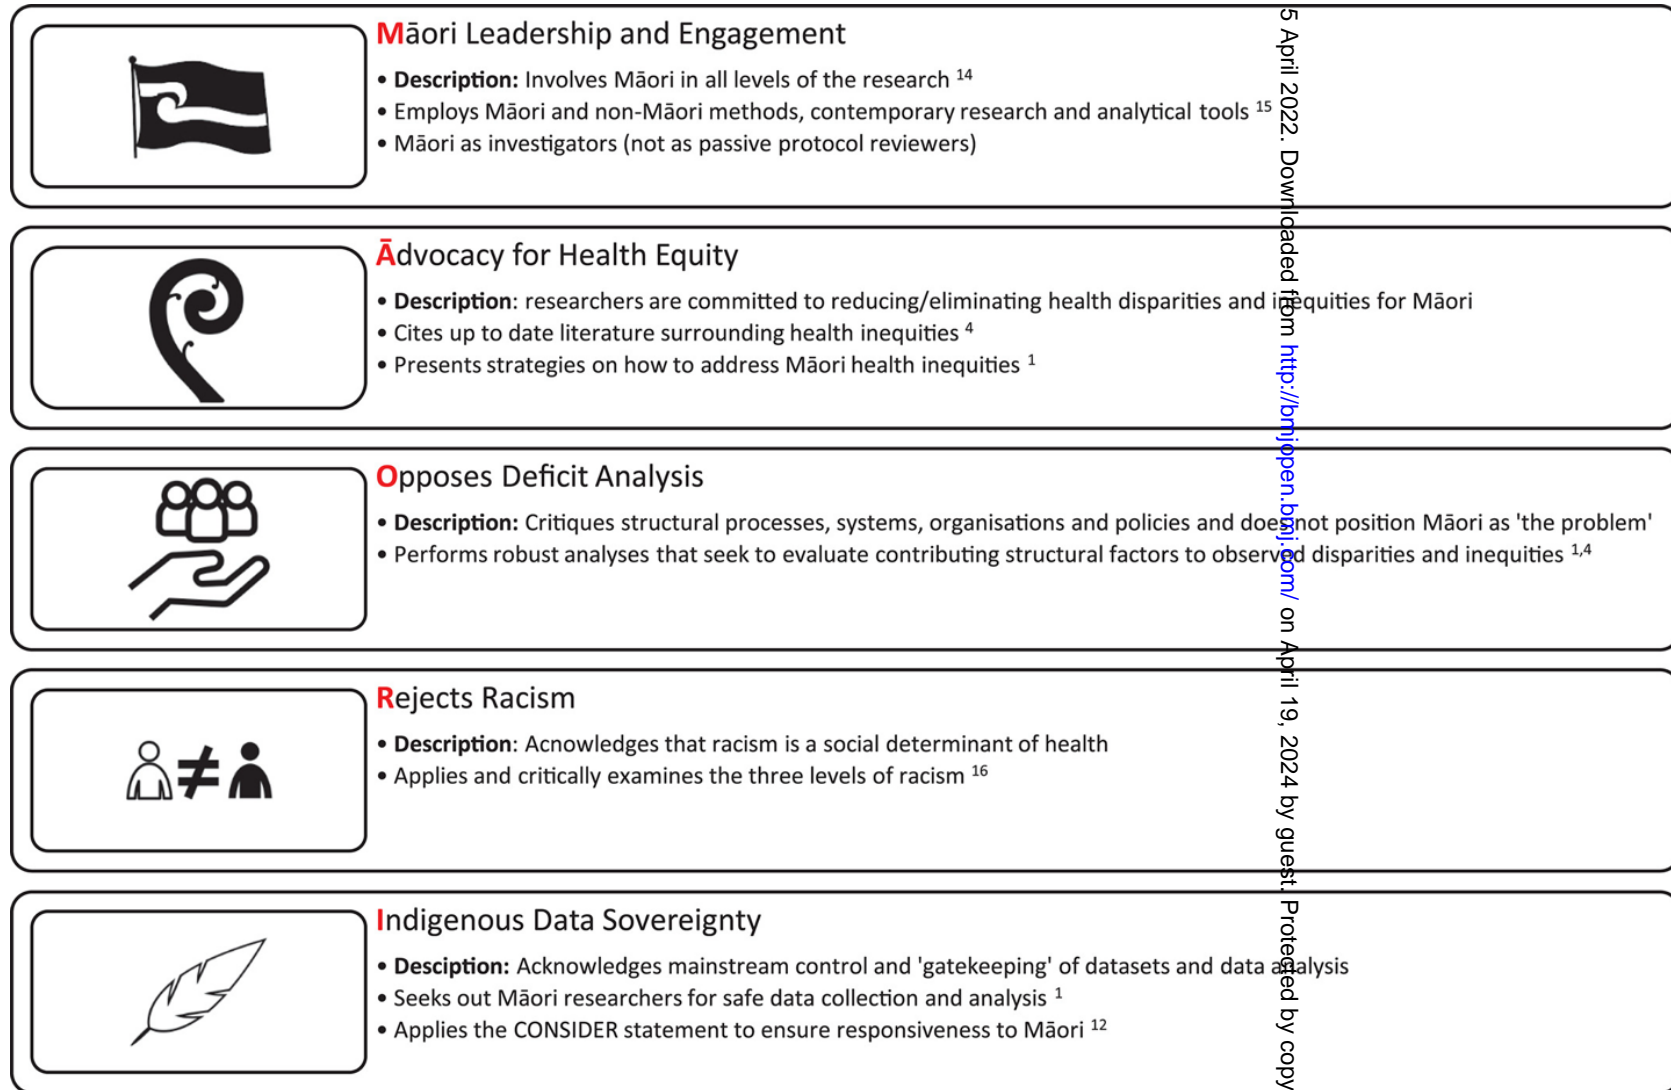 Māori Leadership and Engagement
• Description: Involves Māori in all levels of the research 14
• Employs Māori and non-Māori methods, contemporary research and analytical tools 15
• Māori as investigators (not as passive protocol reviewers)
Ādvocacy for Health Equity
• Description: researchers are committed to reducing/eliminating health disparities and inequities for Māori
• Cites up to date literature surrounding health inequities 4
• Presents strategies on how to address Māori health inequities 1
Opposes Deficit Analysis
• Description: Critiques structural processes, systems, organisations and policies and does not position Māori as 'the problem'
• Performs robust analyses that seek to evaluate contributing structural factors to observed disparities and inequities 1,4
Rejects Racism
• Description: Acnowledges that racism is a social determinant of health
• Applies and critically examines the three levels of racism 16
Indigenous Data Sovereignty
• Desciption: Acknowledges mainstream control and 'gatekeeping' of datasets and data analysis
• Seeks out Māori researchers for safe data collection and analysis 1
• Applies the CONSIDER statement to ensure responsiveness to Māori 12
5 April 2022. Downloaded from http://bmjopen.bmj.com/ on April 19, 2024 by guest. Protected by copy